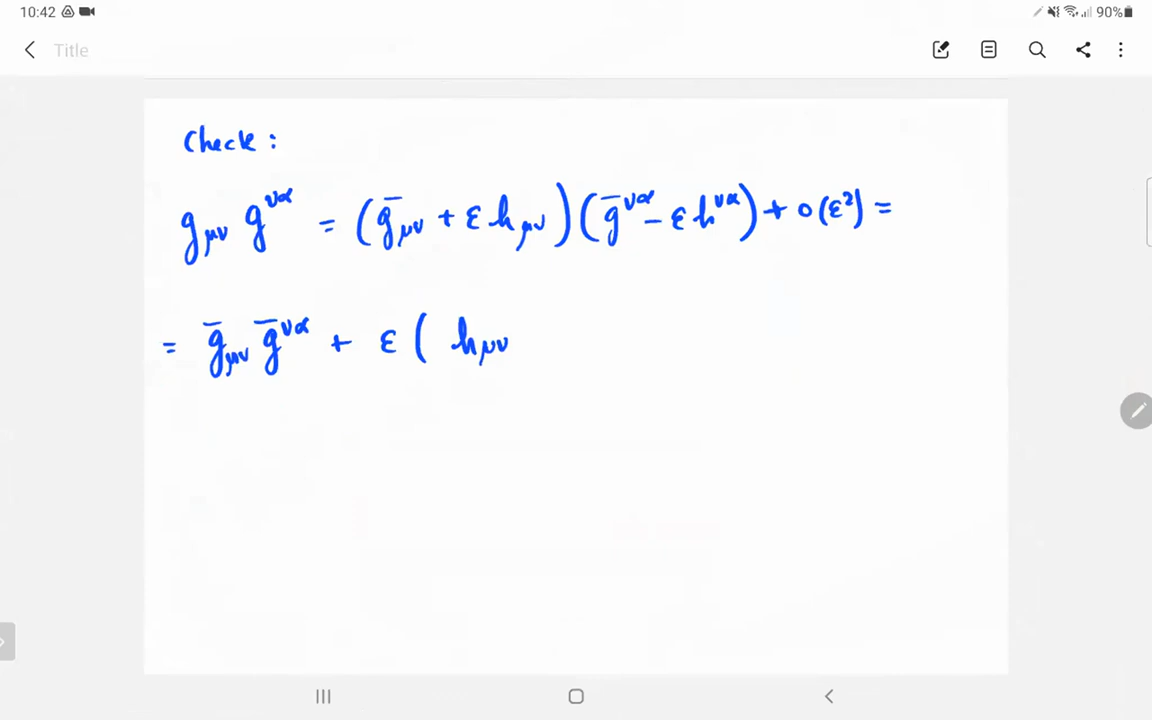 10:42 90%
Title
Check:
g_μν g^να = (ḡ_μν + ε h_μν)(ḡ^να − ε h^να) + o(ε²) =
= ḡ_μν ḡ^να + ε ( h_μν